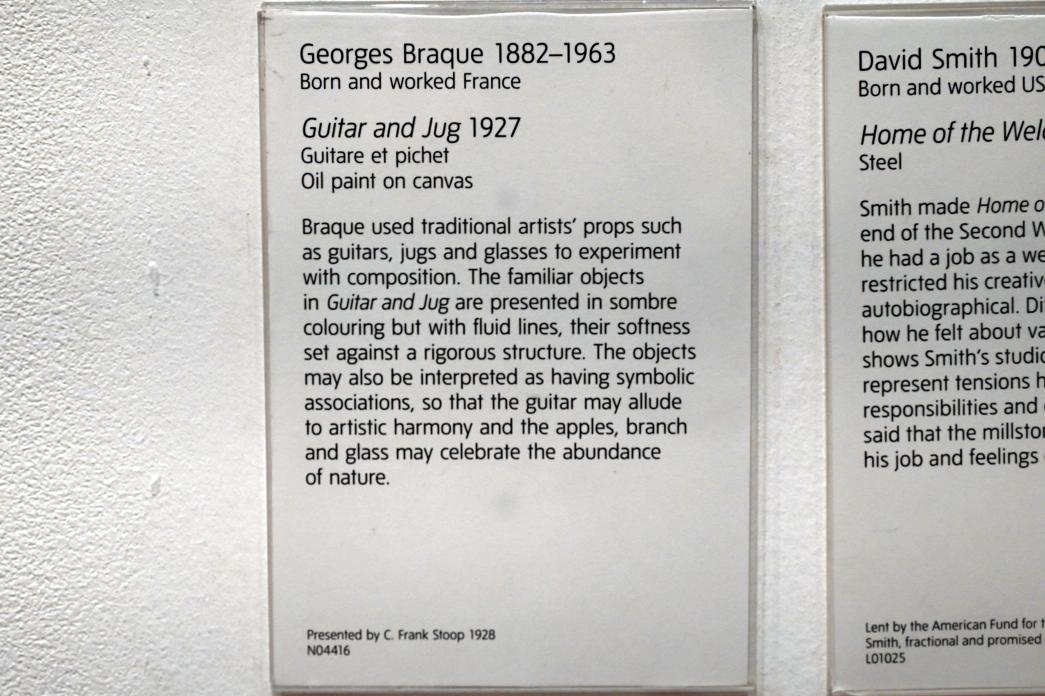 Georges Braque 1882–1963
Born and worked France
Guitar and Jug 1927
Guitare et pichet
Oil paint on canvas
Braque used traditional artists' props such
as guitars, jugs and glasses to experiment
with composition. The familiar objects
in Guitar and Jug are presented in sombre
colouring but with fluid lines, their softness
set against a rigorous structure. The objects
may also be interpreted as having symbolic
associations, so that the guitar may allude
to artistic harmony and the apples, branch
and glass may celebrate the abundance
of nature.
Presented by C. Frank Stoop 1928
N04416
David Smith
Born and worked
Home of the
Steel
Smith made Home
end of the Second
he had a job as a
restricted his
autobiographical.
how he felt about
shows Smith's
represent tensions
responsibilities and
said that the
his job and feelings
Lent by the American Fund for
Smith, fractional and promised
L01025